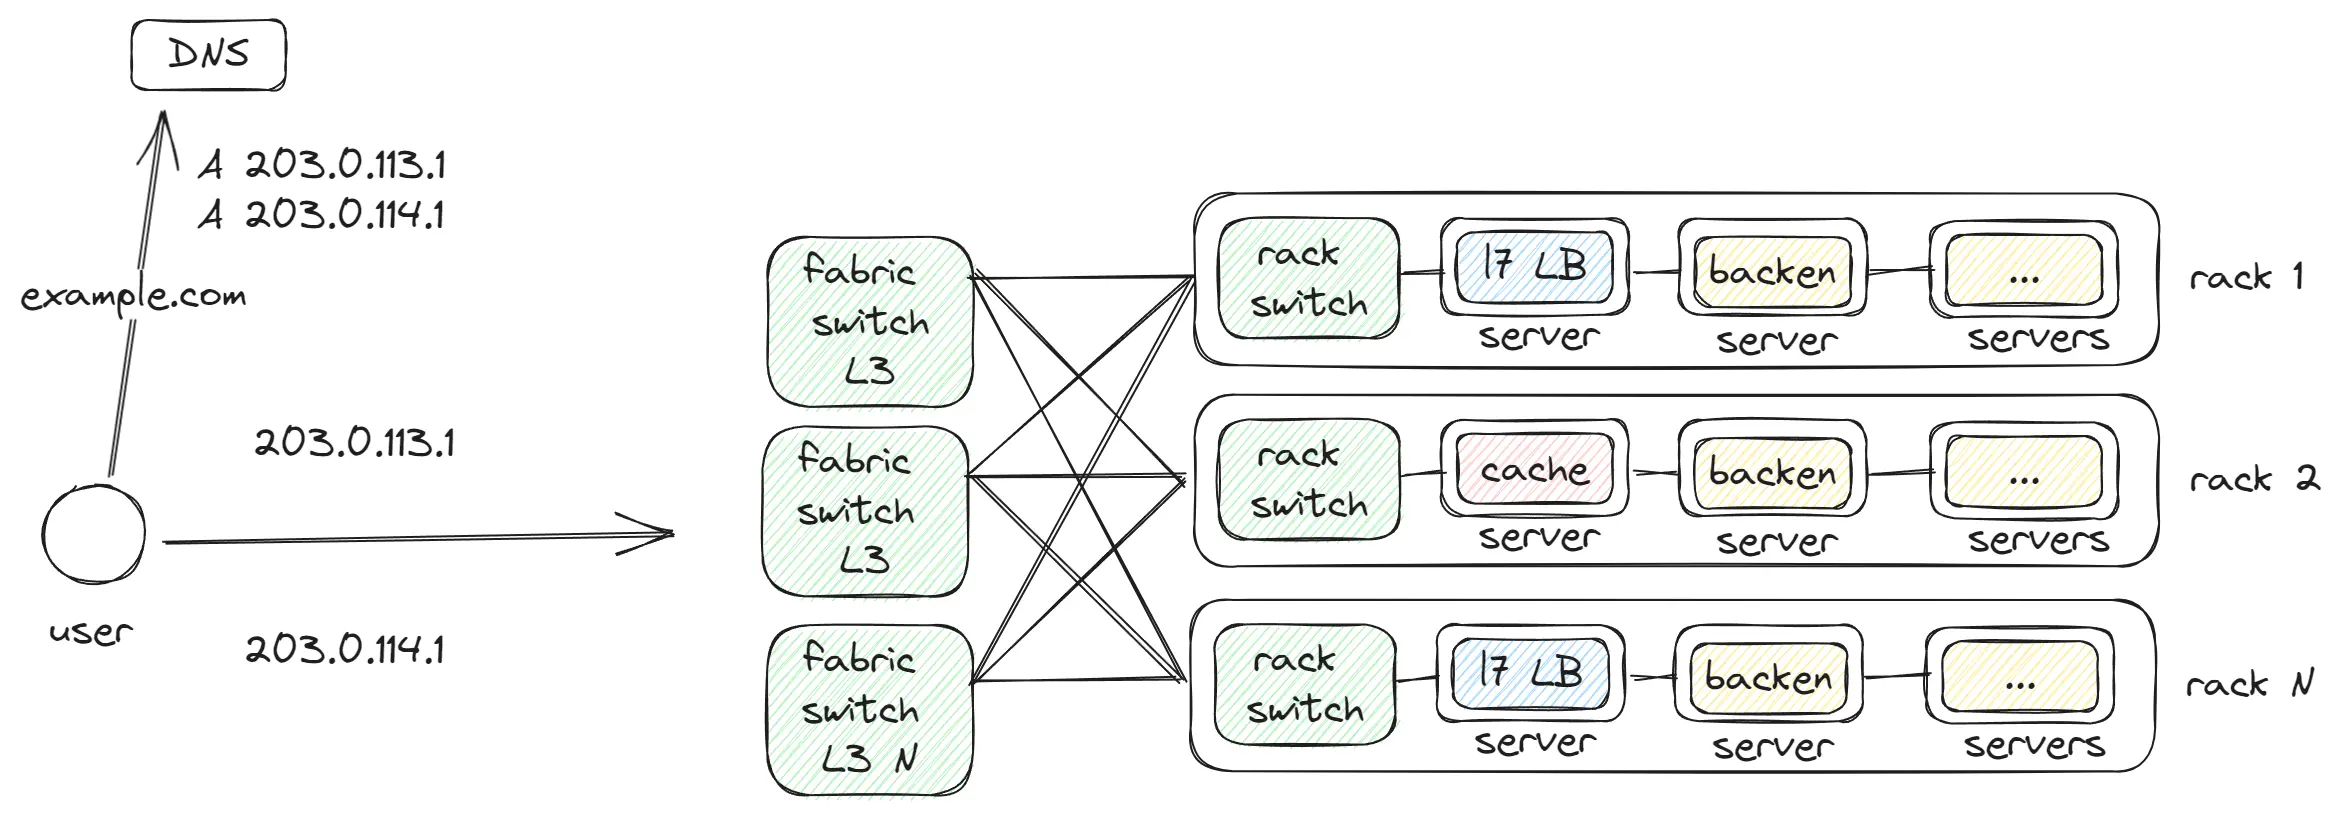 DNS
A 203.0.113.1
A 203.0.114.1
example.com
203.0.113.1
user
203.0.114.1
fabric
switch
L3
fabric
switch
L3
fabric
switch
L3 N
rack
switch
l7 LB
server
backen
server
...
servers
rack 1
rack
switch
cache
server
backen
server
...
servers
rack 2
rack
switch
l7 LB
server
backen
server
...
servers
rack N